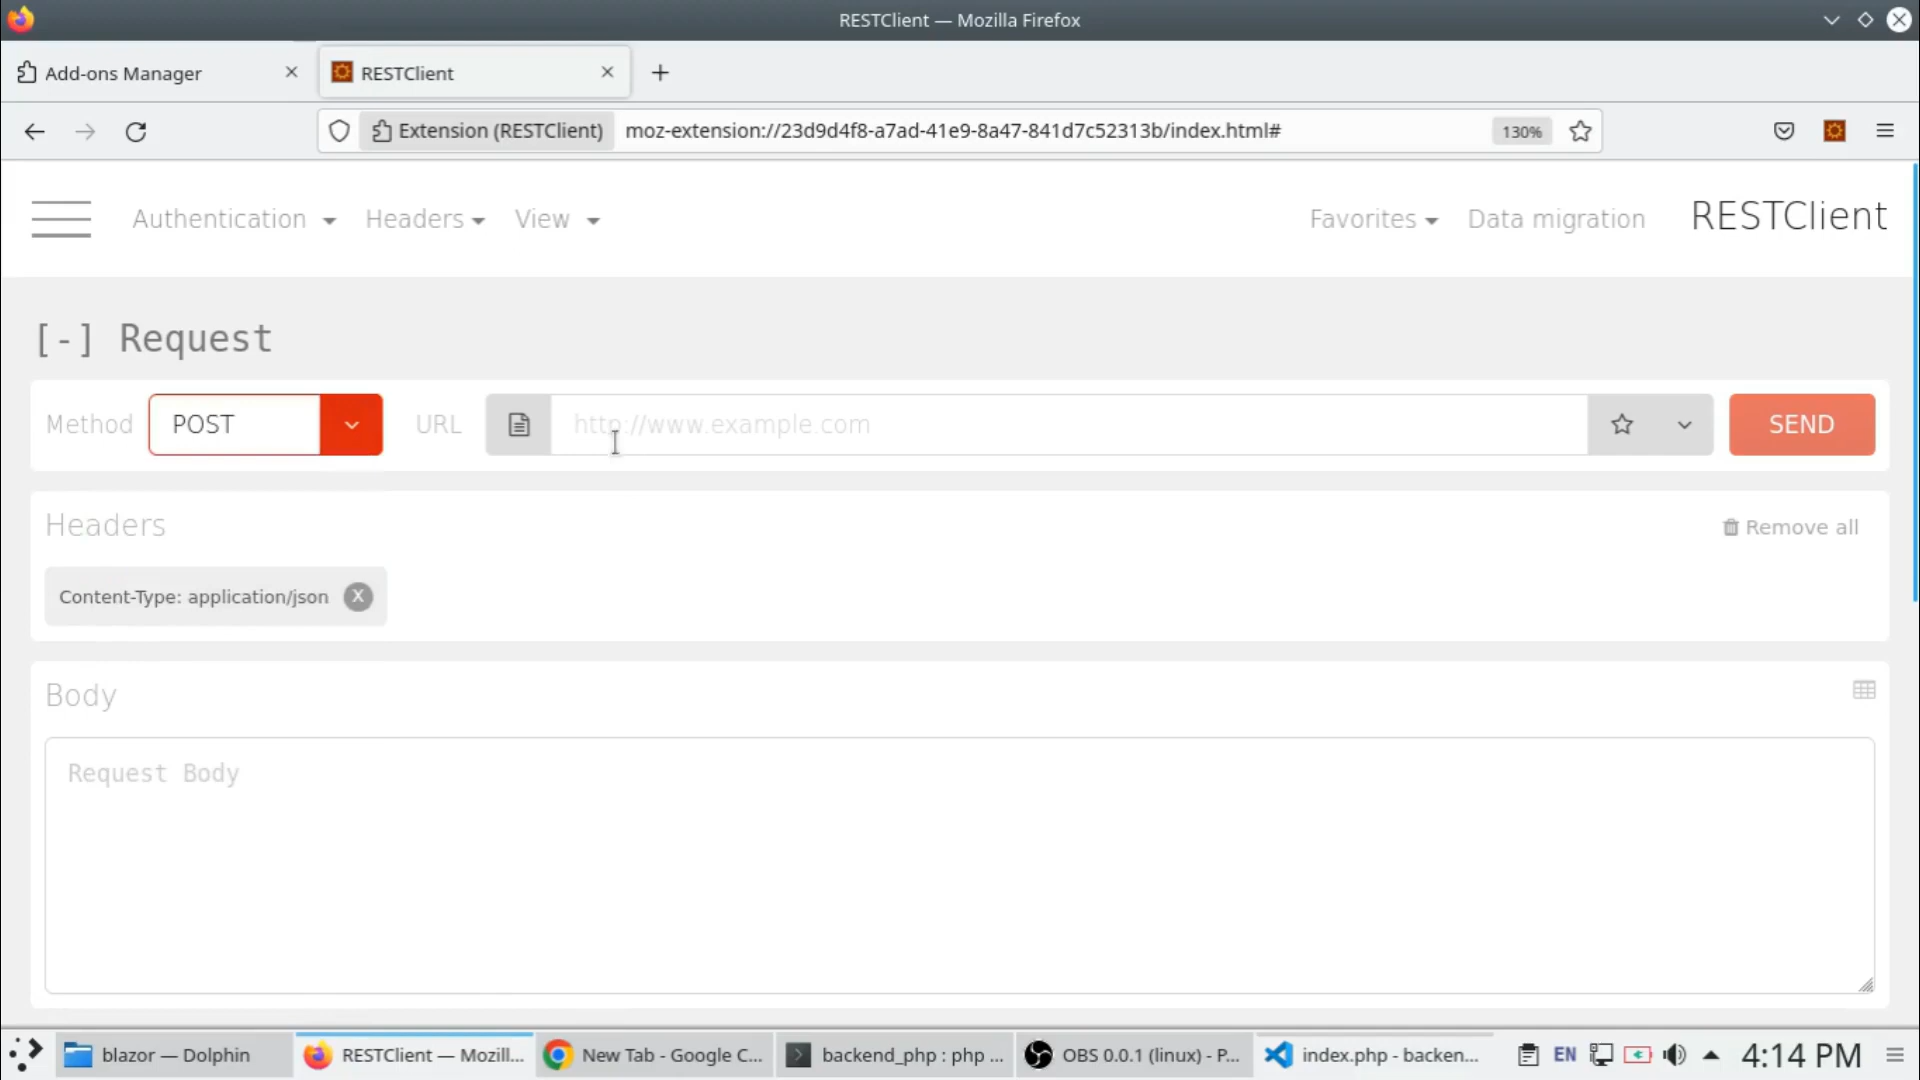 RESTClient — Mozilla Firefox
Add-ons Manager
RESTClient
Extension (RESTClient) moz-extension://23d9d4f8-a7ad-41e9-8a47-841d7c52313b/index.html# 130%
Authentication Headers View Favorites Data migration RESTClient
[-] Request
Method POST URL http://www.example.com SEND
Headers Remove all
Content-Type: application/json X
Body
Request Body
blazor — Dolphin RESTClient — Mozill... New Tab - Google C... backend_php : php ... OBS 0.0.1 (linux) - P... index.php - backen... EN 4:14 PM